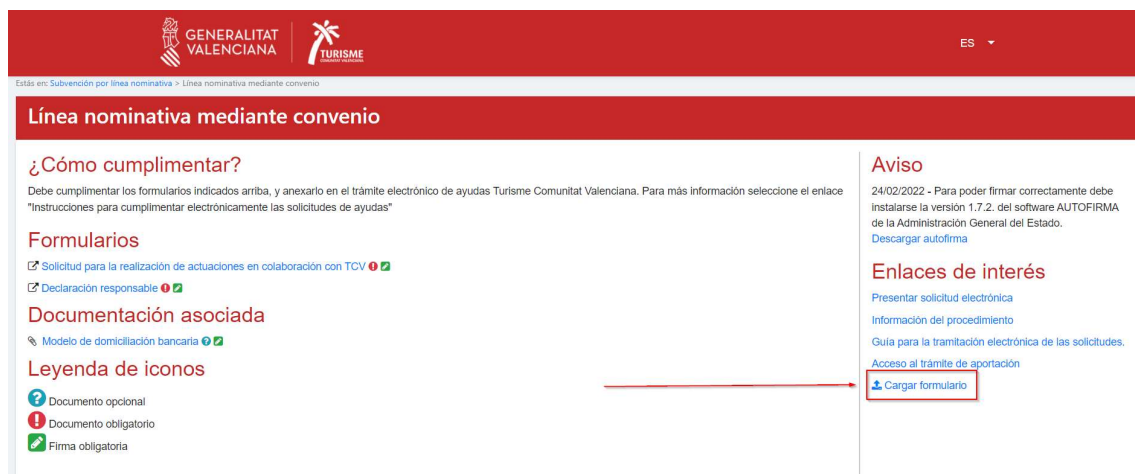 GENERALITAT
VALENCIANA
TURISME
COMUNITAT VALENCIANA
ES
Estás en: Subvención por línea nominativa > Línea nominativa mediante convenio
Línea nominativa mediante convenio
¿Cómo cumplimentar?
Debe cumplimentar los formularios indicados arriba, y anexarlo en el trámite electrónico de ayudas Turisme Comunitat Valenciana. Para más información seleccione el enlace
"Instrucciones para cumplimentar electrónicamente las solicitudes de ayudas"
Formularios
Solicitud para la realización de actuaciones en colaboración con TCV
Declaración responsable
Documentación asociada
Modelo de domiciliación bancaria
Leyenda de iconos
Documento opcional
Documento obligatorio
Firma obligatoria
Aviso
24/02/2022 - Para poder firmar correctamente debe
instalarse la versión 1.7.2. del software AUTOFIRMA
de la Administración General del Estado.
Descargar autofirma
Enlaces de interés
Presentar solicitud electrónica
Información del procedimiento
Guía para la tramitación electrónica de las solicitudes.
Acceso al trámite de aportación
Cargar formulario